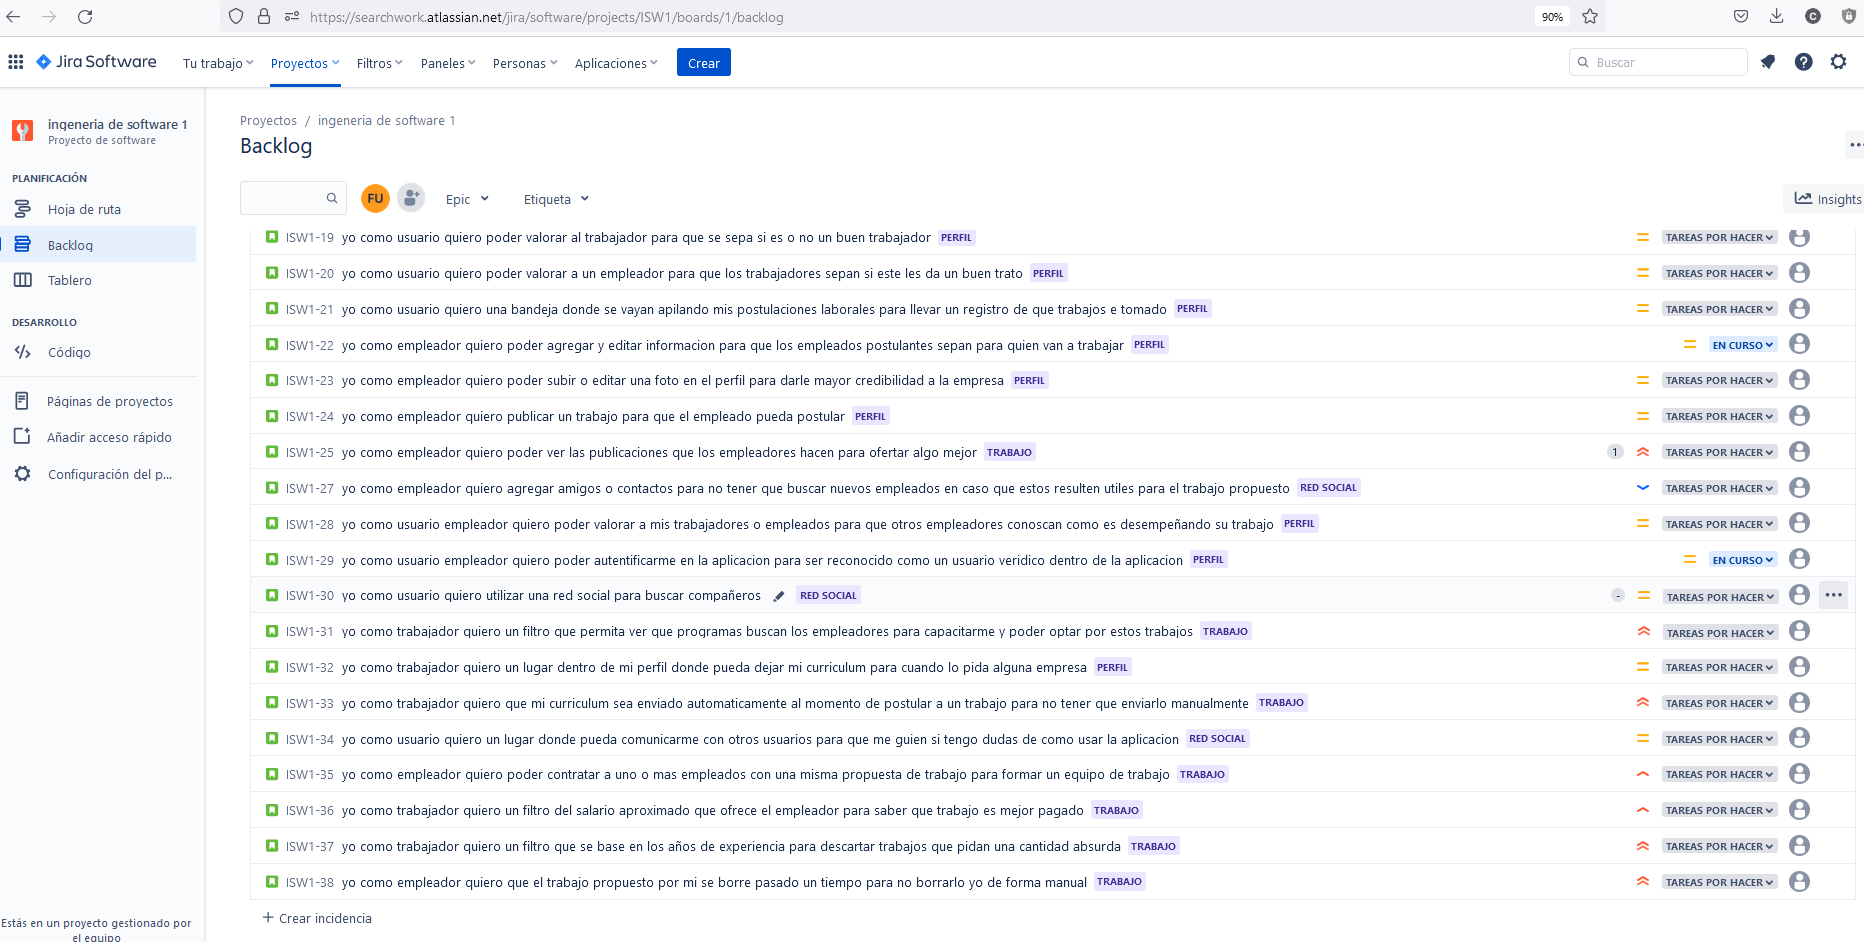 https://searchwork.atlassian.net/jira/software/projects/ISW1/boards/1/backlog
90%
C
Jira Software
Tu trabajo
Proyectos
Filtros
Paneles
Personas
Aplicaciones
Crear
Buscar
ingeneria de software 1
Proyecto de software
PLANIFICACIÓN
Hoja de ruta
Backlog
Tablero
DESARROLLO
Código
Páginas de proyectos
Añadir acceso rápido
Configuración del p...
Estás en un proyecto gestionado por
el equipo
Proyectos / ingeneria de software 1
Backlog
FU
Epic
Etiqueta
Insights
ISW1-19 yo como usuario quiero poder valorar al trabajador para que se sepa si es o no un buen trabajador PERFIL TAREAS POR HACER
ISW1-20 yo como usuario quiero poder valorar a un empleador para que los trabajadores sepan si este les da un buen trato PERFIL TAREAS POR HACER
ISW1-21 yo como usuario quiero una bandeja donde se vayan apilando mis postulaciones laborales para llevar un registro de que trabajos e tomado PERFIL TAREAS POR HACER
ISW1-22 yo como empleador quiero poder agregar y editar informacion para que los empleados postulantes sepan para quien van a trabajar PERFIL EN CURSO
ISW1-23 yo como empleador quiero poder subir o editar una foto en el perfil para darle mayor credibilidad a la empresa PERFIL TAREAS POR HACER
ISW1-24 yo como empleador quiero publicar un trabajo para que el empleado pueda postular PERFIL TAREAS POR HACER
ISW1-25 yo como empleador quiero poder ver las publicaciones que los empleadores hacen para ofertar algo mejor TRABAJO 1 TAREAS POR HACER
ISW1-27 yo como empleador quiero agregar amigos o contactos para no tener que buscar nuevos empleados en caso que estos resulten utiles para el trabajo propuesto RED SOCIAL TAREAS POR HACER
ISW1-28 yo como usuario empleador quiero poder valorar a mis trabajadores o empleados para que otros empleadores conoscan como es desempeñando su trabajo PERFIL TAREAS POR HACER
ISW1-29 yo como usuario empleador quiero poder autentificarme en la aplicacion para ser reconocido como un usuario veridico dentro de la aplicacion PERFIL EN CURSO
ISW1-30 yo como usuario quiero utilizar una red social para buscar compañeros RED SOCIAL - TAREAS POR HACER
ISW1-31 yo como trabajador quiero un filtro que permita ver que programas buscan los empleadores para capacitarme y poder optar por estos trabajos TRABAJO TAREAS POR HACER
ISW1-32 yo como trabajador quiero un lugar dentro de mi perfil donde pueda dejar mi curriculum para cuando lo pida alguna empresa PERFIL TAREAS POR HACER
ISW1-33 yo como trabajador quiero que mi curriculum sea enviado automaticamente al momento de postular a un trabajo para no tener que enviarlo manualmente TRABAJO TAREAS POR HACER
ISW1-34 yo como usuario quiero un lugar donde pueda comunicarme con otros usuarios para que me guien si tengo dudas de como usar la aplicacion RED SOCIAL TAREAS POR HACER
ISW1-35 yo como empleador quiero poder contratar a uno o mas empleados con una misma propuesta de trabajo para formar un equipo de trabajo TRABAJO TAREAS POR HACER
ISW1-36 yo como trabajador quiero un filtro del salario aproximado que ofrece el empleador para saber que trabajo es mejor pagado TRABAJO TAREAS POR HACER
ISW1-37 yo como trabajador quiero un filtro que se base en los años de experiencia para descartar trabajos que pidan una cantidad absurda TRABAJO TAREAS POR HACER
ISW1-38 yo como empleador quiero que el trabajo propuesto por mi se borre pasado un tiempo para no borrarlo yo de forma manual TRABAJO TAREAS POR HACER
+ Crear incidencia